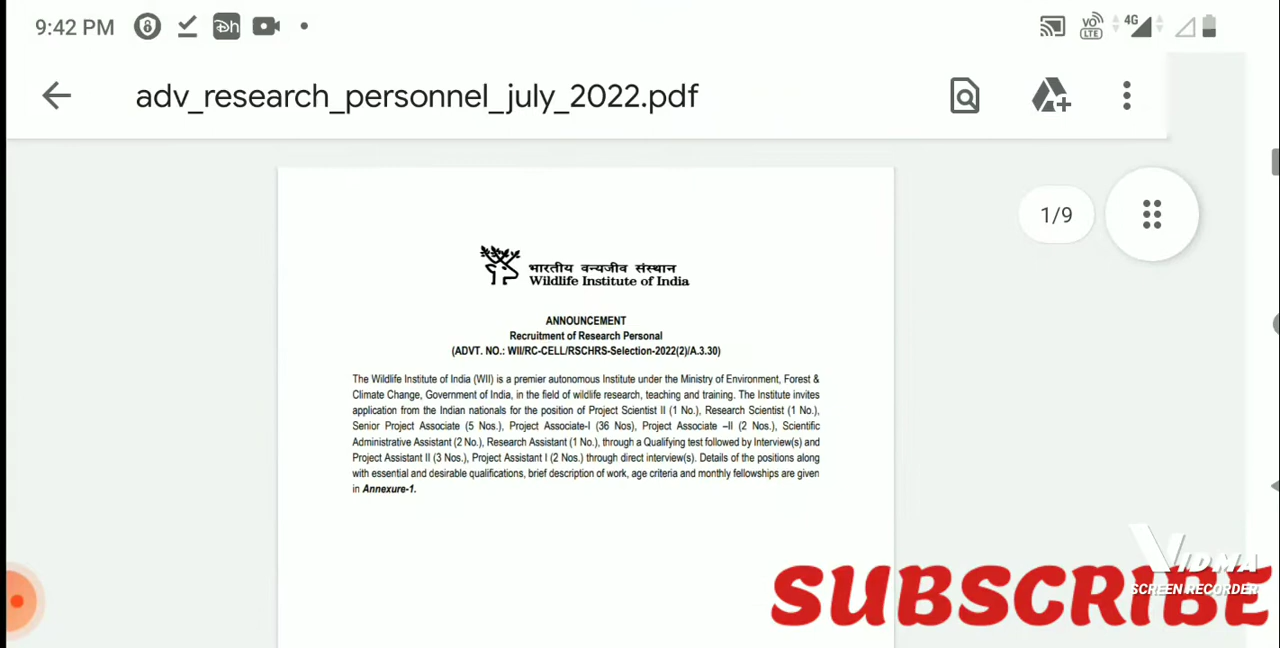 9:42 PM
Dh
VO LTE
4G
adv_research_personnel_july_2022.pdf
1/9
भारतीय वन्यजीव संस्थान
Wildlife Institute of India
ANNOUNCEMENT
Recruitment of Research Personal
(ADVT. NO.: WII/RC-CELL/RSCHRS-Selection-2022(2)/A.3.30)
The Wildlife Institute of India (WII) is a premier autonomous Institute under the Ministry of Environment, Forest &
Climate Change, Government of India, in the field of wildlife research, teaching and training. The Institute invites
application from the Indian nationals for the position of Project Scientist II (1 No.), Research Scientist (1 No.),
Senior Project Associate (5 Nos.), Project Associate-I (36 Nos), Project Associate –II (2 Nos.), Scientific
Administrative Assistant (2 No.), Research Assistant (1 No.), through a Qualifying test followed by Interview(s) and
Project Assistant II (3 Nos.), Project Assistant I (2 Nos.) through direct interview(s). Details of the positions along
with essential and desirable qualifications, brief description of work, age criteria and monthly fellowships are given
in Annexure-1.
VIDMA
SCREEN RECORDER
SUBSCRIBE